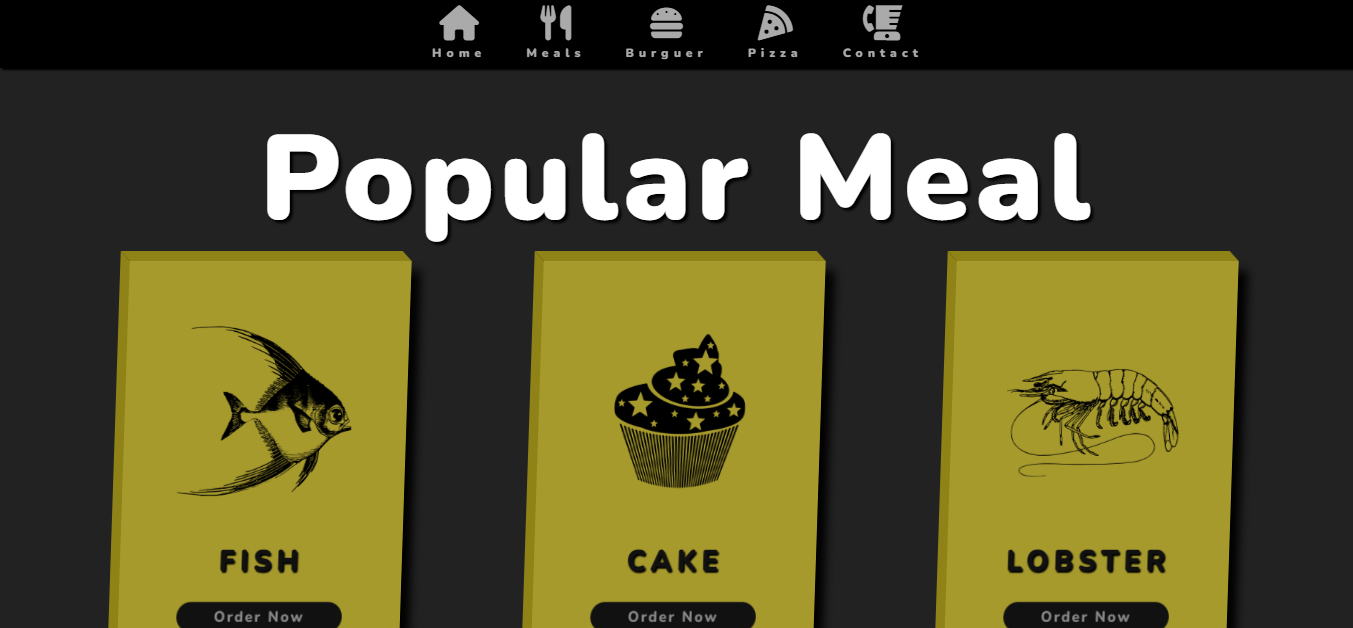 Home Meals Burguer Pizza Contact
Popular Meal
FISH CAKE LOBSTER
Order Now Order Now Order Now